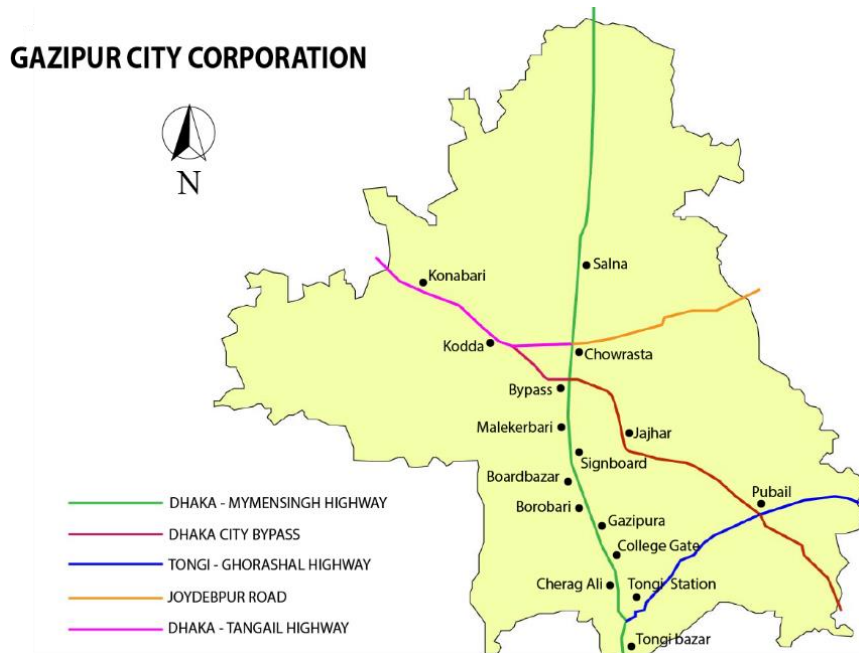 GAZIPUR CITY CORPORATION
N
Konabari
Salna
Kodda
Chowrasta
Bypass
Malekerbari
Jajhar
Signboard
Boardbazar
Pubail
Borobari
Gazipura
College Gate
Cherag Ali
Tongi Station
Tongi bazar
DHAKA - MYMENSINGH HIGHWAY
DHAKA CITY BYPASS
TONGI - GHORASHAL HIGHWAY
JOYDEBPUR ROAD
DHAKA - TANGAIL HIGHWAY